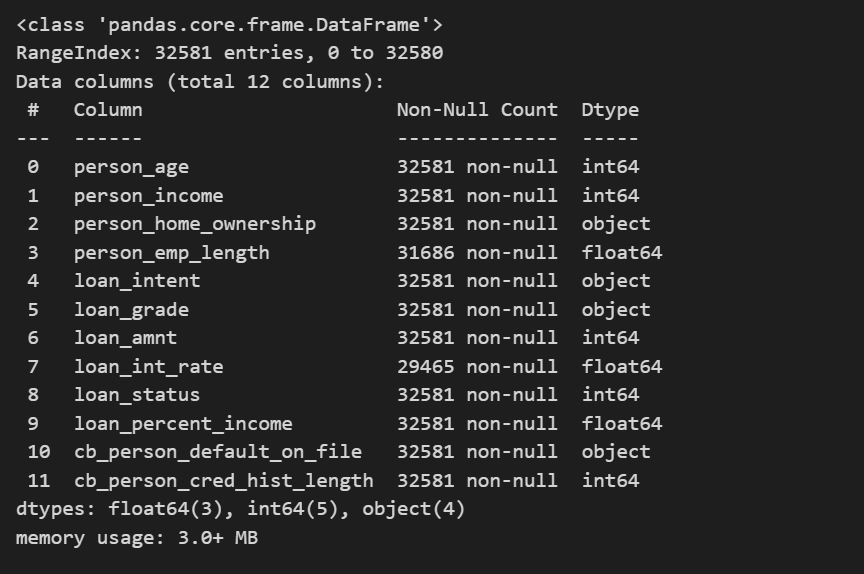 <class 'pandas.core.frame.DataFrame'>
RangeIndex: 32581 entries, 0 to 32580
Data columns (total 12 columns):
 #   Column                      Non-Null Count  Dtype
---  ------                      --------------  -----
 0   person_age                  32581 non-null  int64
 1   person_income               32581 non-null  int64
 2   person_home_ownership       32581 non-null  object
 3   person_emp_length           31686 non-null  float64
 4   loan_intent                 32581 non-null  object
 5   loan_grade                  32581 non-null  object
 6   loan_amnt                   32581 non-null  int64
 7   loan_int_rate               29465 non-null  float64
 8   loan_status                 32581 non-null  int64
 9   loan_percent_income         32581 non-null  float64
 10  cb_person_default_on_file   32581 non-null  object
 11  cb_person_cred_hist_length  32581 non-null  int64
dtypes: float64(3), int64(5), object(4)
memory usage: 3.0+ MB